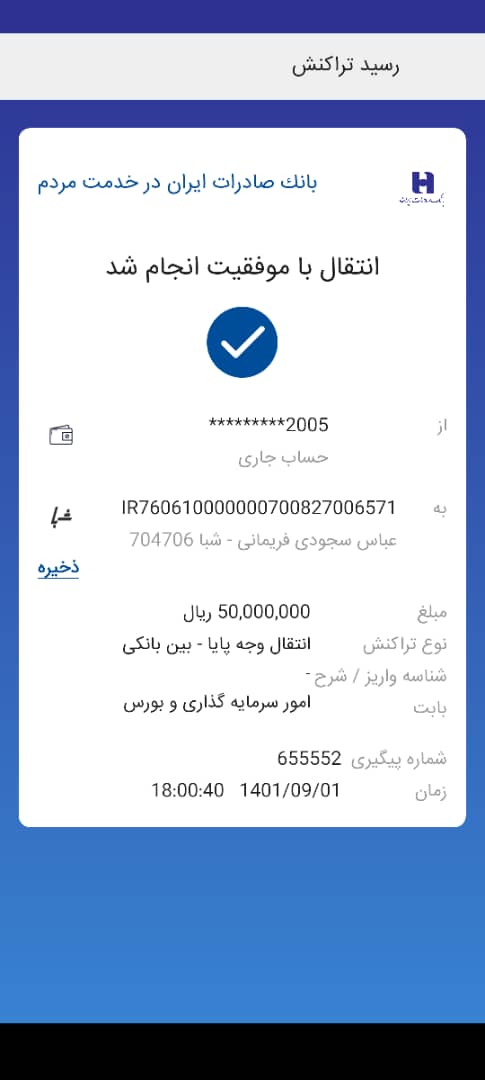 رسید تراکنش
بانك صادرات ایران در خدمت مردم
بانک صادرات ایران
انتقال با موفقیت انجام شد
از *********2005
حساب جاری
به IR760610000000700827006571
شبا
عباس سجودی فریمانی - شبا 704706
ذخیره
مبلغ 50,000,000 ریال
نوع تراکنش انتقال وجه پایا - بین بانکی
شناسه واریز / شرح -
بابت امور سرمایه گذاری و بورس
شماره پیگیری 655552
زمان 1401/09/01 18:00:40